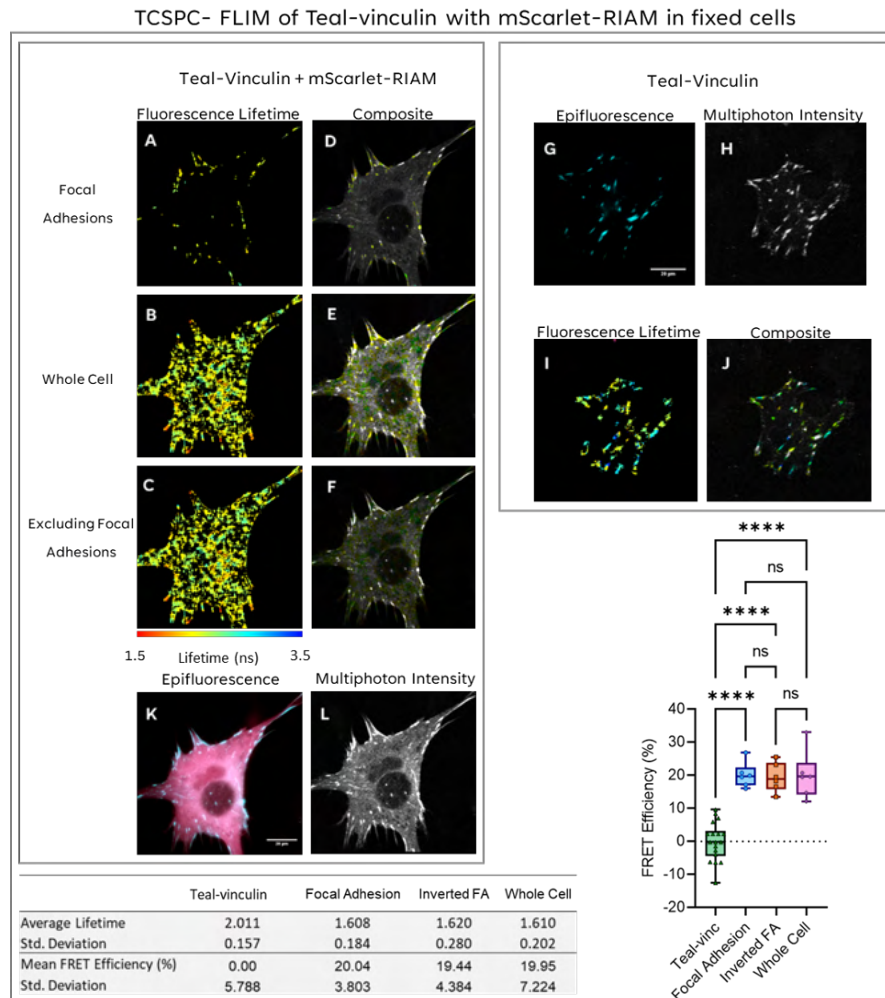 TCSPC- FLIM of Teal-vinculin with mScarlet-RIAM in fixed cells
Teal-Vinculin + mScarlet-RIAM
Fluorescence Lifetime Composite
A D
Focal
Adhesions
B E
Whole Cell
C F
Excluding Focal
Adhesions
1.5 Lifetime (ns) 3.5
Epifluorescence Multiphoton Intensity
K L
Teal-Vinculin
Epifluorescence Multiphoton Intensity
G H
Fluorescence Lifetime Composite
I J
****
ns
****
ns
**** ns
FRET Efficiency (%)
40
30
20
10
0
-10
-20
Teal-vinc Focal Adhesion Inverted FA Whole Cell
Teal-vinculin Focal Adhesion Inverted FA Whole Cell
Average Lifetime 2.011 1.608 1.620 1.610
Std. Deviation 0.157 0.184 0.280 0.202
Mean FRET Efficiency (%) 0.00 20.04 19.44 19.95
Std. Deviation 5.788 3.803 4.384 7.224